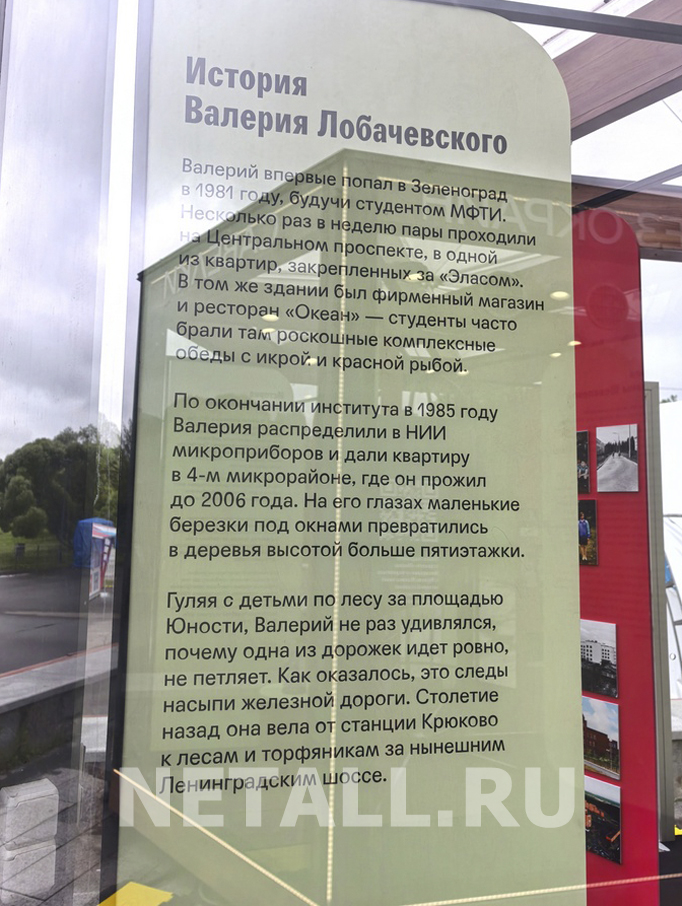 История
Валерия Лобачевского
Валерий впервые попал в Зеленоград
в 1981 году, будучи студентом МФТИ.
Несколько раз в неделю пары проходили
на Центральном проспекте, в одной
из квартир, закрепленных за «Эласом».
В том же здании был фирменный магазин
и ресторан «Океан» — студенты часто
брали там роскошные комплексные
обеды с икрой и красной рыбой.
По окончании института в 1985 году
Валерия распределили в НИИ
микроприборов и дали квартиру
в 4-м микрорайоне, где он прожил
до 2006 года. На его глазах маленькие
березки под окнами превратились
в деревья высотой больше пятиэтажки.
Гуляя с детьми по лесу за площадью
Юности, Валерий не раз удивлялся,
почему одна из дорожек идет ровно,
не петляет. Как оказалось, это следы
насыпи железной дороги. Столетие
назад она вела от станции Крюково
к лесам и торфяникам за нынешним
Ленинградским шоссе.
NETALL.RU